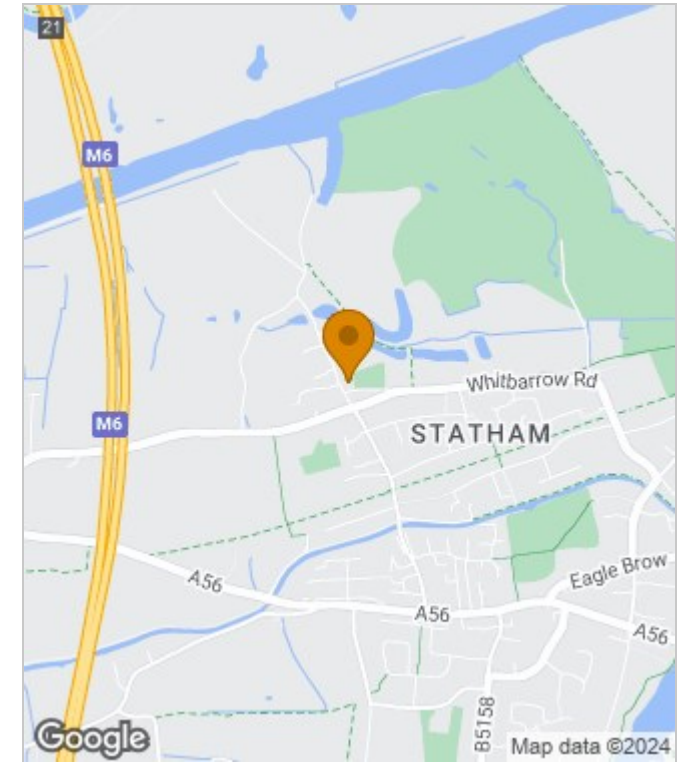 21
M6
Whitbarrow Rd
M6
STATHAM
Eagle Brow
A56
A56
A56
B5158
Google
Map data ©2024